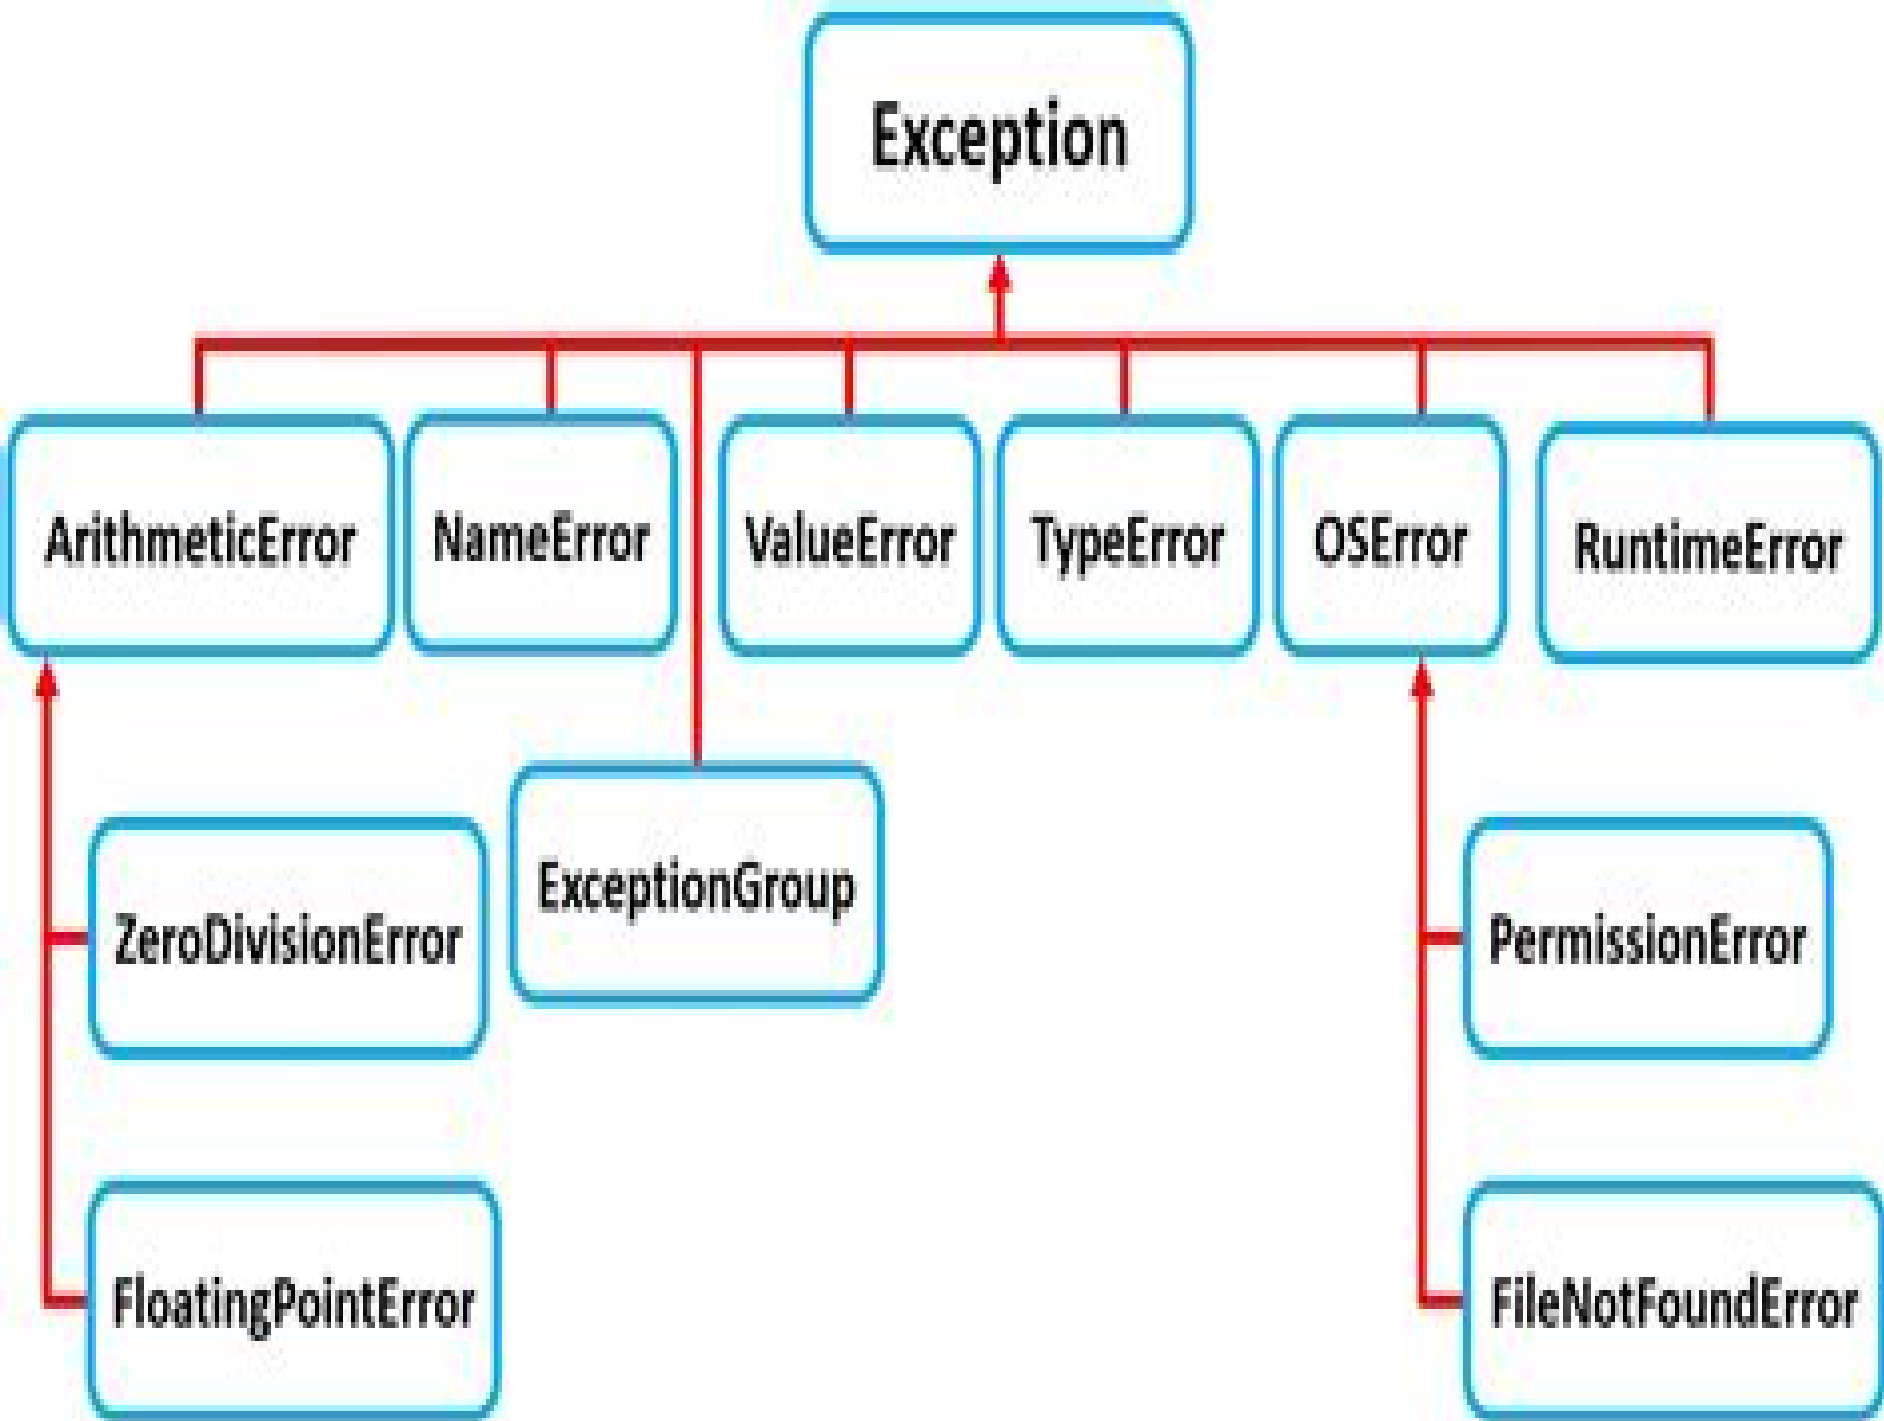 Exception
ArithmeticError
NameError
ValueError
TypeError
OSError
RuntimeError
ExceptionGroup
ZeroDivisionError
PermissionError
FloatingPointError
FileNotFoundError